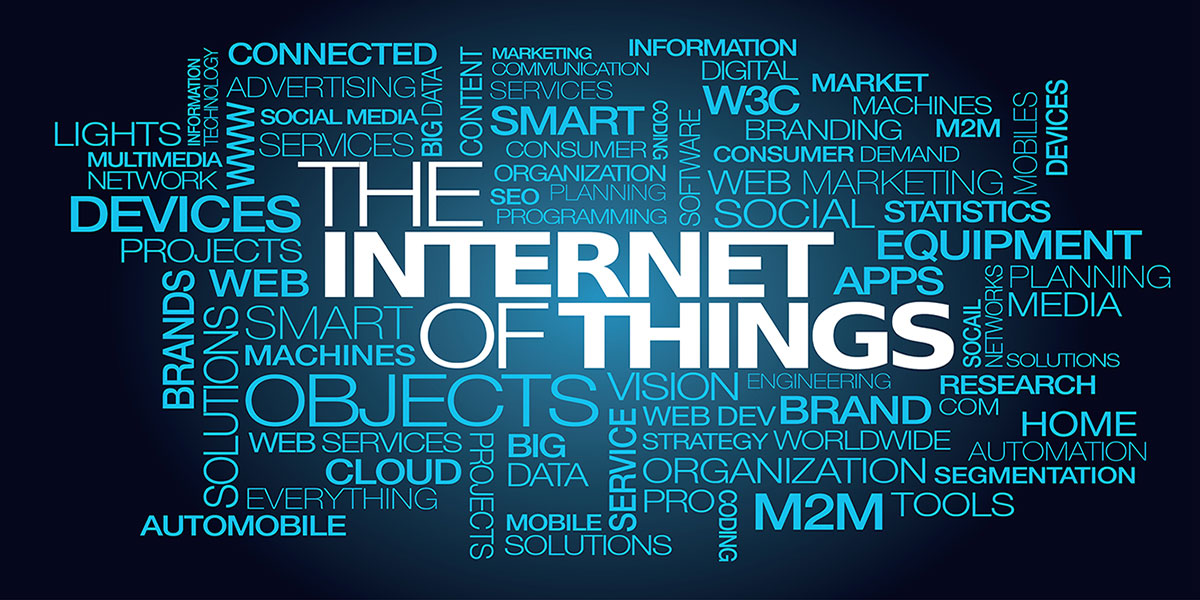 CONNECTED
ADVERTISING
INFORMATION
TECHNOLOGY
WWW
SOCIAL MEDIA
SERVICES
BIG DATA
CONTENT
LIGHTS
MULTIMEDIA
NETWORK
DEVICES
PROJECTS
MARKETING
COMMUNICATION
SERVICES
SMART
CONSUMER
ORGANIZATION
SEO PLANNING
PROGRAMMING
CODING
SOFTWARE
INFORMATION
DIGITAL
W3C
MARKET
MACHINES
BRANDING M2M
CONSUMER DEMAND
WEB MARKETING
SOCIAL STATISTICS
MOBILES
DEVICES
EQUIPMENT
APPS
PLANNING
MEDIA
SOCAIL
NETWORKS
SOLUTIONS
THE
INTERNET
OF THINGS
BRANDS
WEB
SOLUTIONS
SMART
MACHINES
OBJECTS
WEB SERVICES
CLOUD
EVERYTHING
AUTOMOBILE
PROJECTS
BIG
DATA
MOBILE
SOLUTIONS
SERVICE
VISION ENGINEERING
WEB DEV BRAND
STRATEGY WORLDWIDE
ORGANIZATION
PRO
CODING
M2M TOOLS
RESEARCH
COM
HOME
AUTOMATION
SEGMENTATION